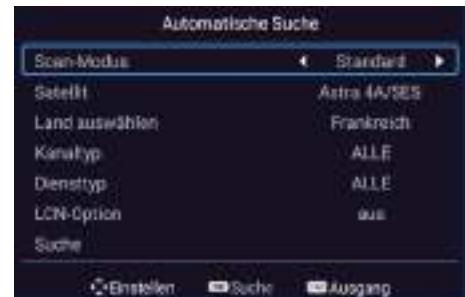 Automatische Suche
Scan-Modus Standard
Satellit Astra 4A/SES
Land auswählen Frankreich
Kanaltyp ALLE
Diensttyp ALLE
LCN-Option aus
Suche
Einstellen Suche Ausgang